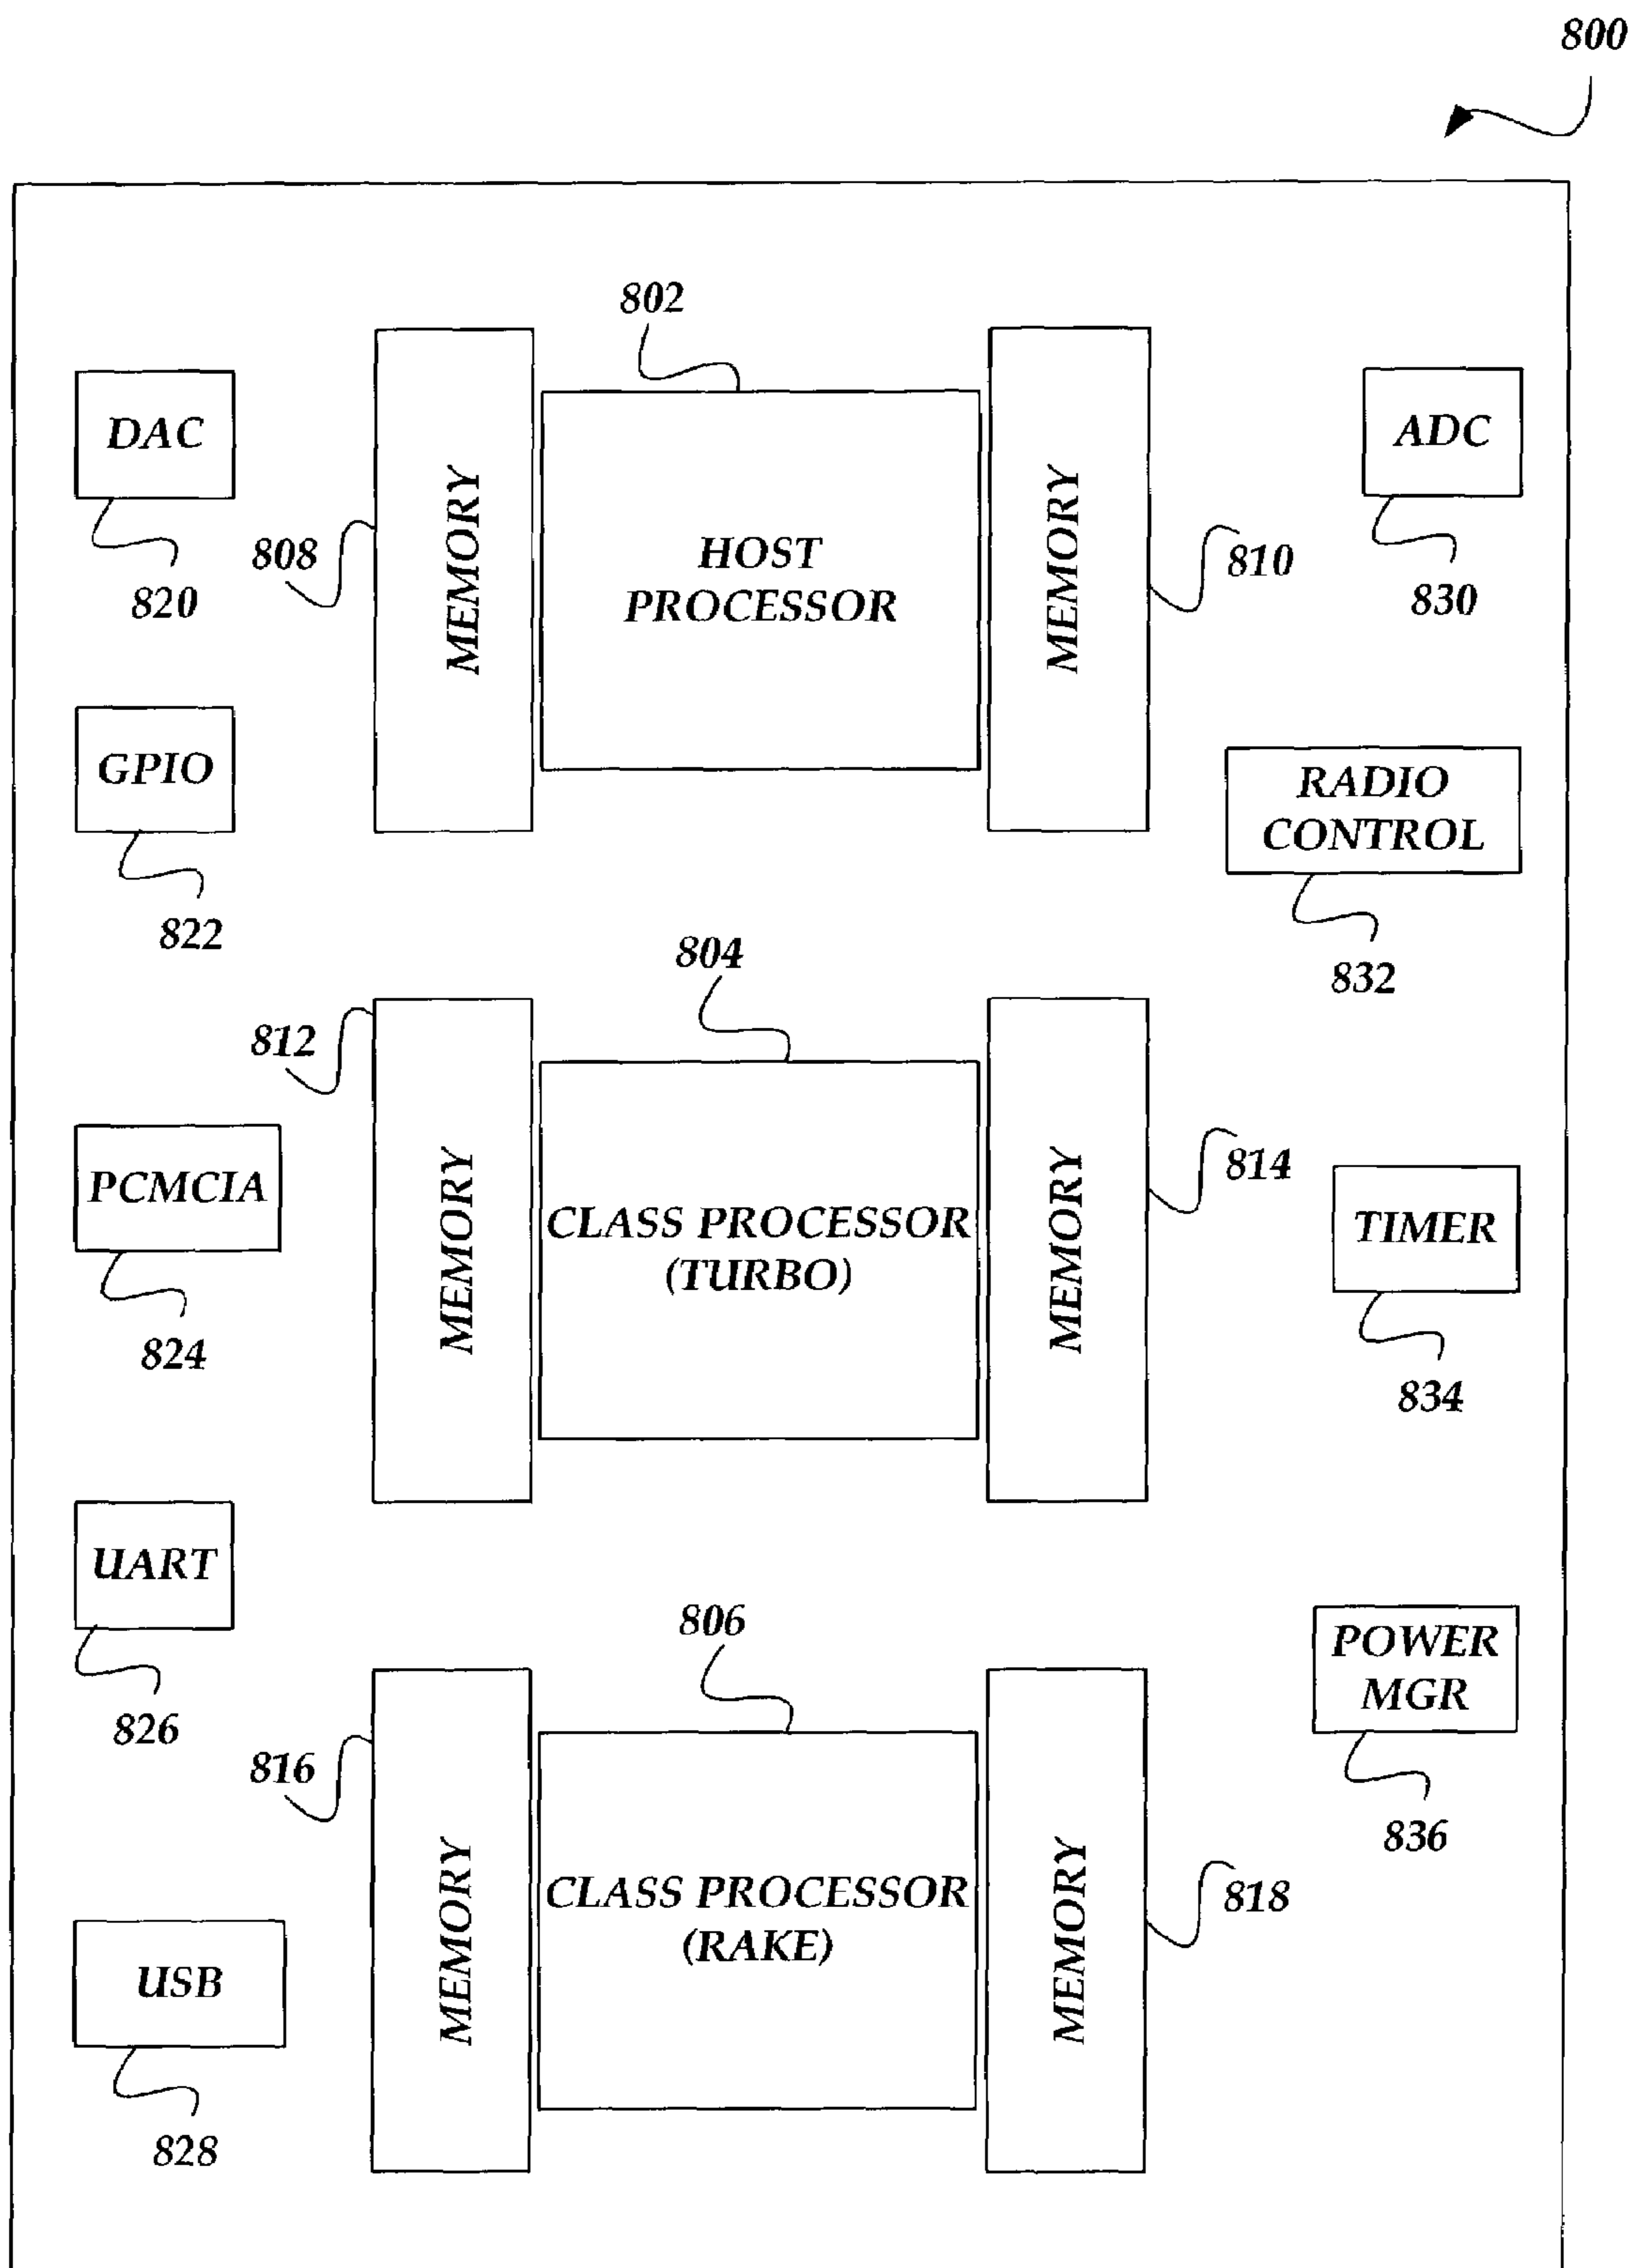 800
802
DAC
MEMORY
HOST
PROCESSOR
MEMORY
ADC
808
810
820
830
GPIO
RADIO
CONTROL
822
832
804
812
PCMCIA
MEMORY
CLASS PROCESSOR
(TURBO)
MEMORY
814
TIMER
824
834
UART
806
POWER
MGR
826
816
836
MEMORY
CLASS PROCESSOR
(RAKE)
MEMORY
818
USB
828